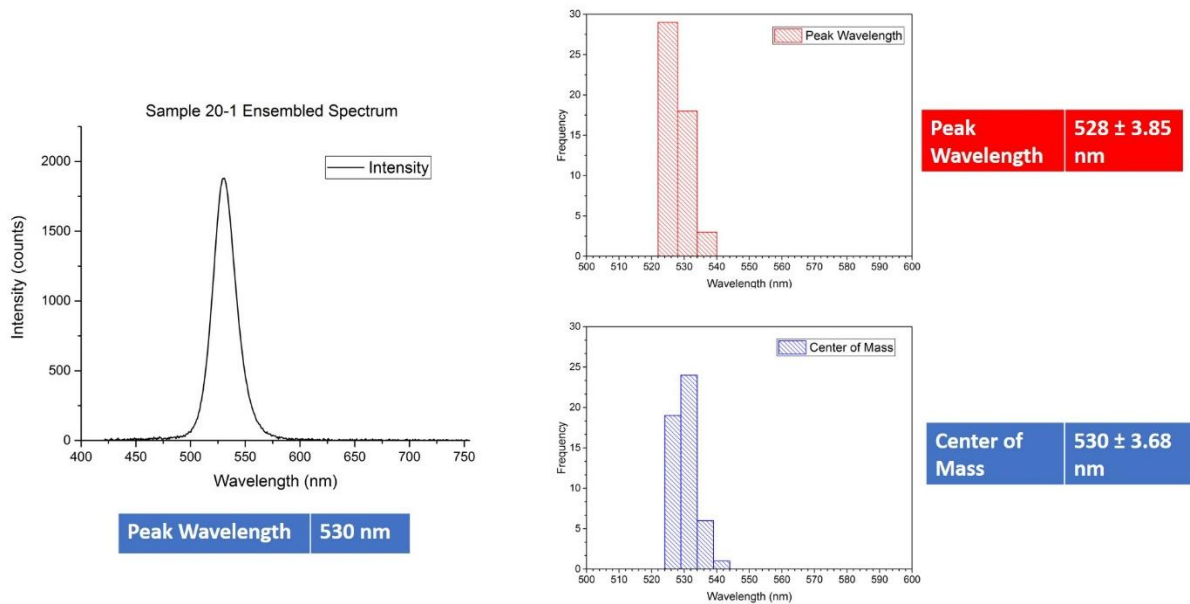 Sample 20-1 Ensembled Spectrum
Intensity
Intensity (counts)
2000
1500
1000
500
0
400 450 500 550 600 650 700 750
Wavelength (nm)
Peak Wavelength 530 nm
Peak Wavelength
Frequency
30
25
20
15
10
5
0
500 510 520 530 540 550 560 570 580 590 600
Wavelength (nm)
Peak Wavelength
528 ± 3.85 nm
Center of Mass
Frequency
30
25
20
15
10
5
0
500 510 520 530 540 550 560 570 580 590 600
Wavelength (nm)
Center of Mass
530 ± 3.68 nm